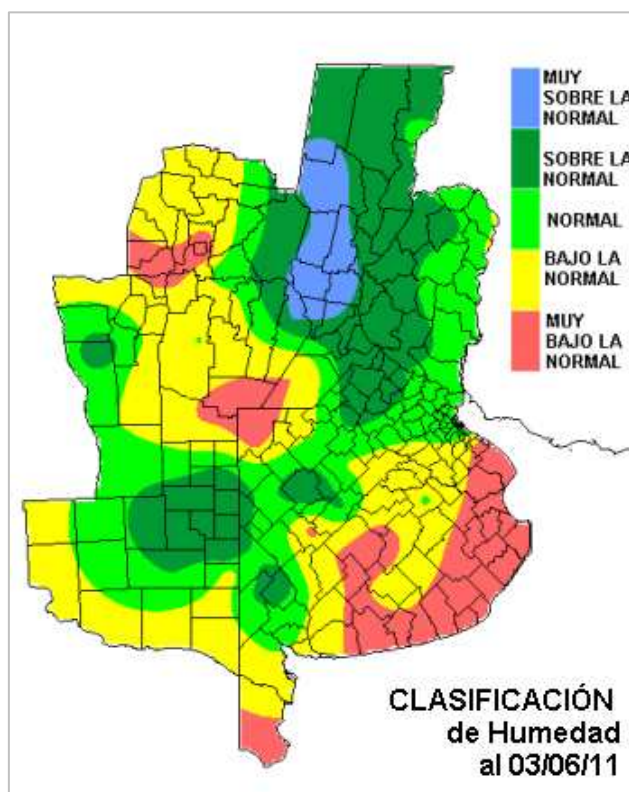 MUY
SOBRE LA
NORMAL
SOBRE LA
NORMAL
NORMAL
BAJO LA
NORMAL
MUY
BAJO LA
NORMAL
CLASIFICACIÓN
de Humedad
al 03/06/11